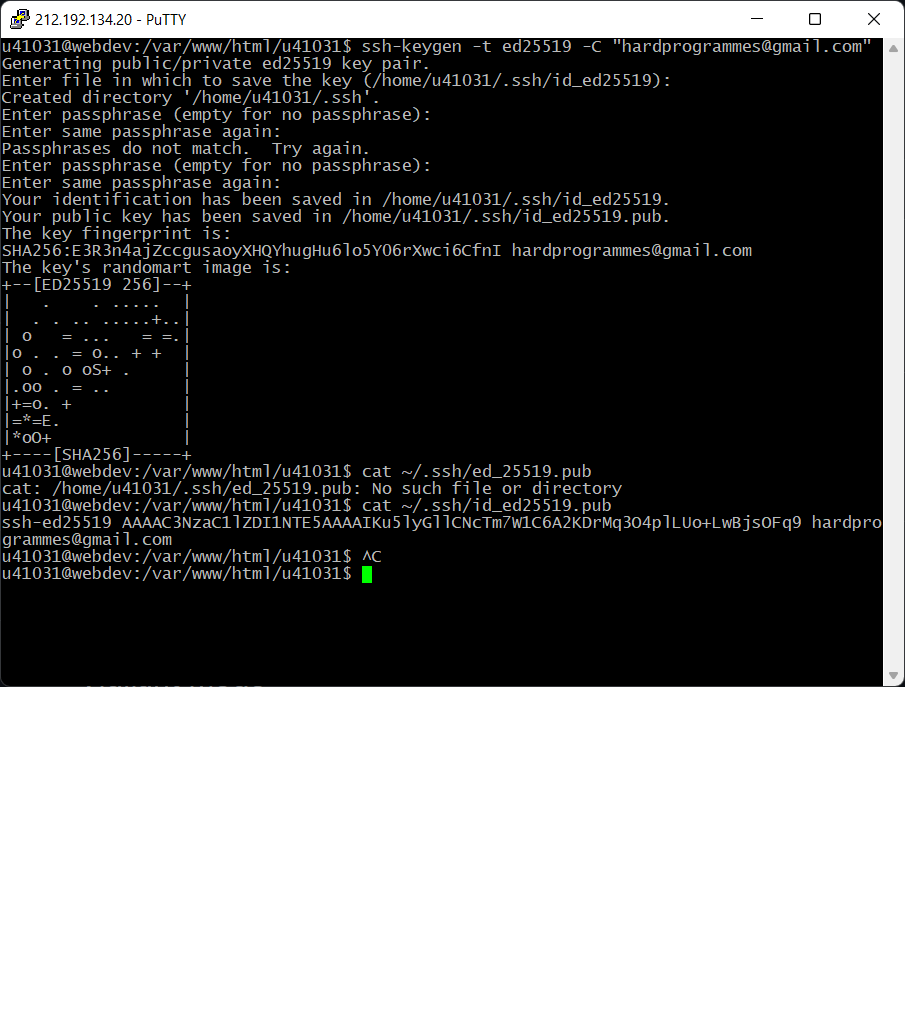 212.192.134.20 - PuTTY
u41031@webdev:/var/www/html/u41031$ ssh-keygen -t ed25519 -C "hardprogrammes@gmail.com"
Generating public/private ed25519 key pair.
Enter file in which to save the key (/home/u41031/.ssh/id_ed25519):
Created directory '/home/u41031/.ssh'.
Enter passphrase (empty for no passphrase):
Enter same passphrase again:
Passphrases do not match.  Try again.
Enter passphrase (empty for no passphrase):
Enter same passphrase again:
Your identification has been saved in /home/u41031/.ssh/id_ed25519.
Your public key has been saved in /home/u41031/.ssh/id_ed25519.pub.
The key fingerprint is:
SHA256:E3R3n4ajZccgusaoyXHQYhugHu6lo5Y06rXwci6CfnI hardprogrammes@gmail.com
The key's randomart image is:
+--[ED25519 256]--+
|   .    . .....  |
|  . . .. .....+..|
| o   = ...   = =.|
|o . . = o.. + +  |
| o . o oS+ .     |
|.oo . = ..       |
|+=o. +           |
|=*=E.            |
|*oO+             |
+----[SHA256]-----+
u41031@webdev:/var/www/html/u41031$ cat ~/.ssh/ed_25519.pub
cat: /home/u41031/.ssh/ed_25519.pub: No such file or directory
u41031@webdev:/var/www/html/u41031$ cat ~/.ssh/id_ed25519.pub
ssh-ed25519 AAAAC3NzaC1lZDI1NTE5AAAAIKu5lyGllCNcTm7W1C6A2KDrMq3O4plLUo+LwBjsOFq9 hardpro
grammes@gmail.com
u41031@webdev:/var/www/html/u41031$ ^C
u41031@webdev:/var/www/html/u41031$